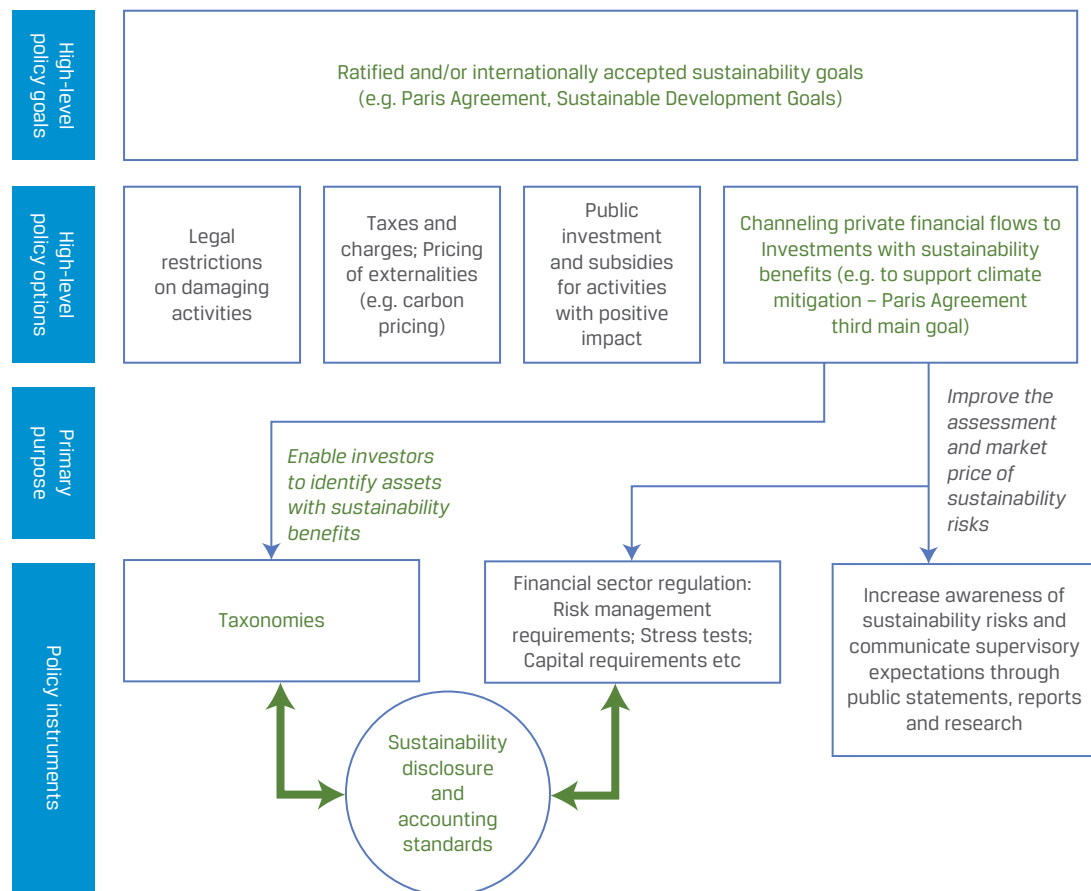 High-level
policy goals
Ratified and/or internationally accepted sustainability goals
(e.g. Paris Agreement, Sustainable Development Goals)
High-level
policy options
Legal
restrictions
on damaging
activities
Taxes and
charges; Pricing
of externalities
(e.g. carbon
pricing)
Public
investment
and subsidies
for activities
with positive
impact
Channeling private financial flows to
Investments with sustainability
benefits (e.g. to support climate
mitigation – Paris Agreement
third main goal)
Primary
purpose
Enable investors
to identify assets
with sustainability
benefits
Improve the
assessment
and market
price of
sustainability
risks
Policy instruments
Taxonomies
Financial sector regulation:
Risk management
requirements; Stress tests;
Capital requirements etc
Increase awareness of
sustainability risks and
communicate supervisory
expectations through
public statements, reports
and research
Sustainability
disclosure
and
accounting
standards